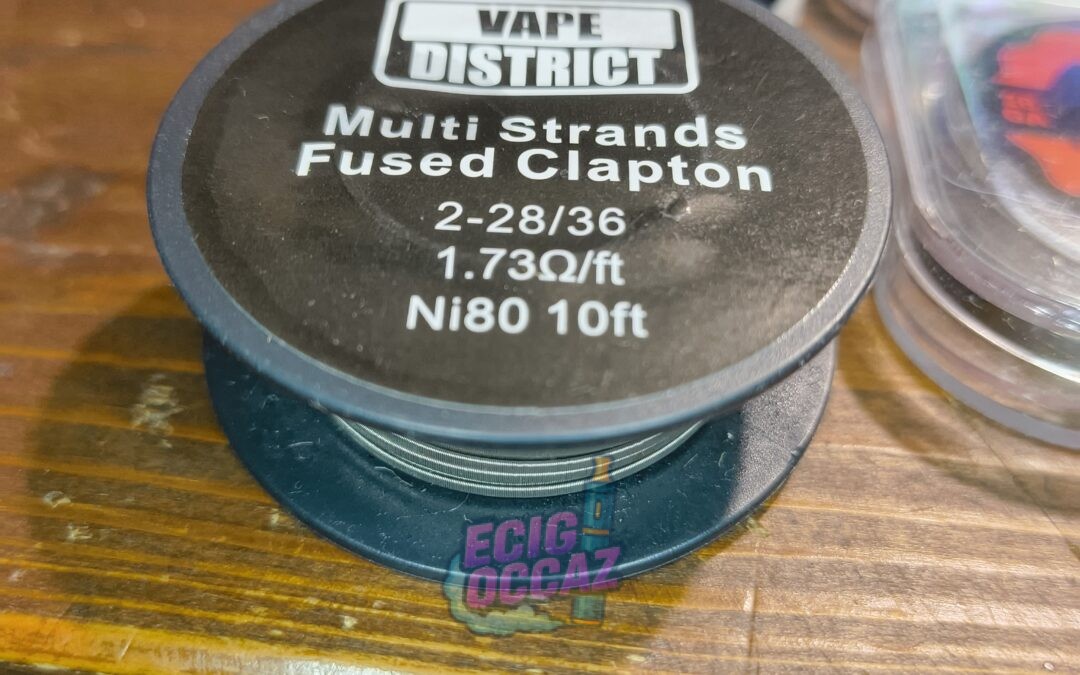 VAPE
DISTRICT
Multi Strands
Fused Clapton
2-28/36
1.73Ω/ft
Ni80 10ft
ECIG
OCCAZ